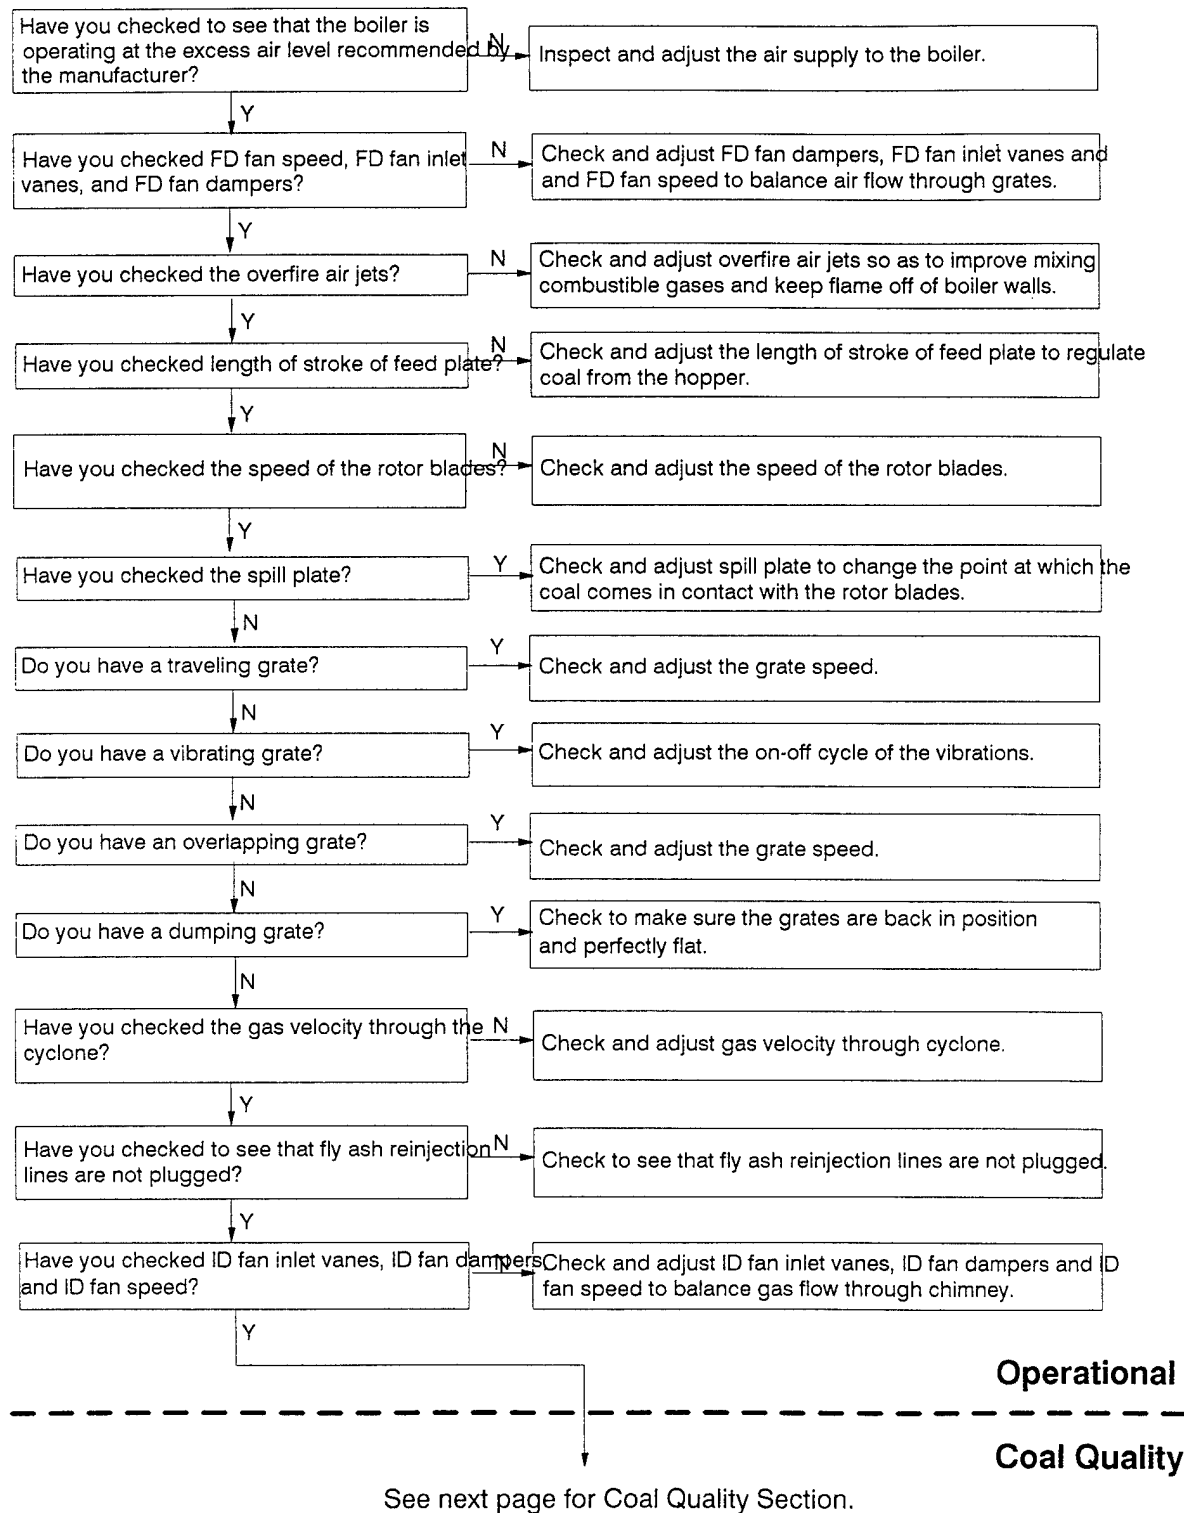 Have you checked to see that the boiler is
operating at the excess air level recommended by
the manufacturer?
N
Inspect and adjust the air supply to the boiler.
Y
Have you checked FD fan speed, FD fan inlet
vanes, and FD fan dampers?
N
Check and adjust FD fan dampers, FD fan inlet vanes and
and FD fan speed to balance air flow through grates.
Y
Have you checked the overfire air jets?
N
Check and adjust overfire air jets so as to improve mixing
combustible gases and keep flame off of boiler walls.
Y
Have you checked length of stroke of feed plate?
N
Check and adjust the length of stroke of feed plate to regulate
coal from the hopper.
Y
Have you checked the speed of the rotor blades?
N
Check and adjust the speed of the rotor blades.
Y
Have you checked the spill plate?
Y
Check and adjust spill plate to change the point at which the
coal comes in contact with the rotor blades.
N
Do you have a traveling grate?
Y
Check and adjust the grate speed.
N
Do you have a vibrating grate?
Y
Check and adjust the on-off cycle of the vibrations.
N
Do you have an overlapping grate?
Y
Check and adjust the grate speed.
N
Do you have a dumping grate?
Y
Check to make sure the grates are back in position
and perfectly flat.
N
Have you checked the gas velocity through the
cyclone?
N
Check and adjust gas velocity through cyclone.
Y
Have you checked to see that fly ash reinjection
lines are not plugged?
N
Check to see that fly ash reinjection lines are not plugged.
Y
Have you checked ID fan inlet vanes, ID fan dampers
and ID fan speed?
N
Check and adjust ID fan inlet vanes, ID fan dampers and ID
fan speed to balance gas flow through chimney.
Y
Operational
Coal Quality
See next page for Coal Quality Section.